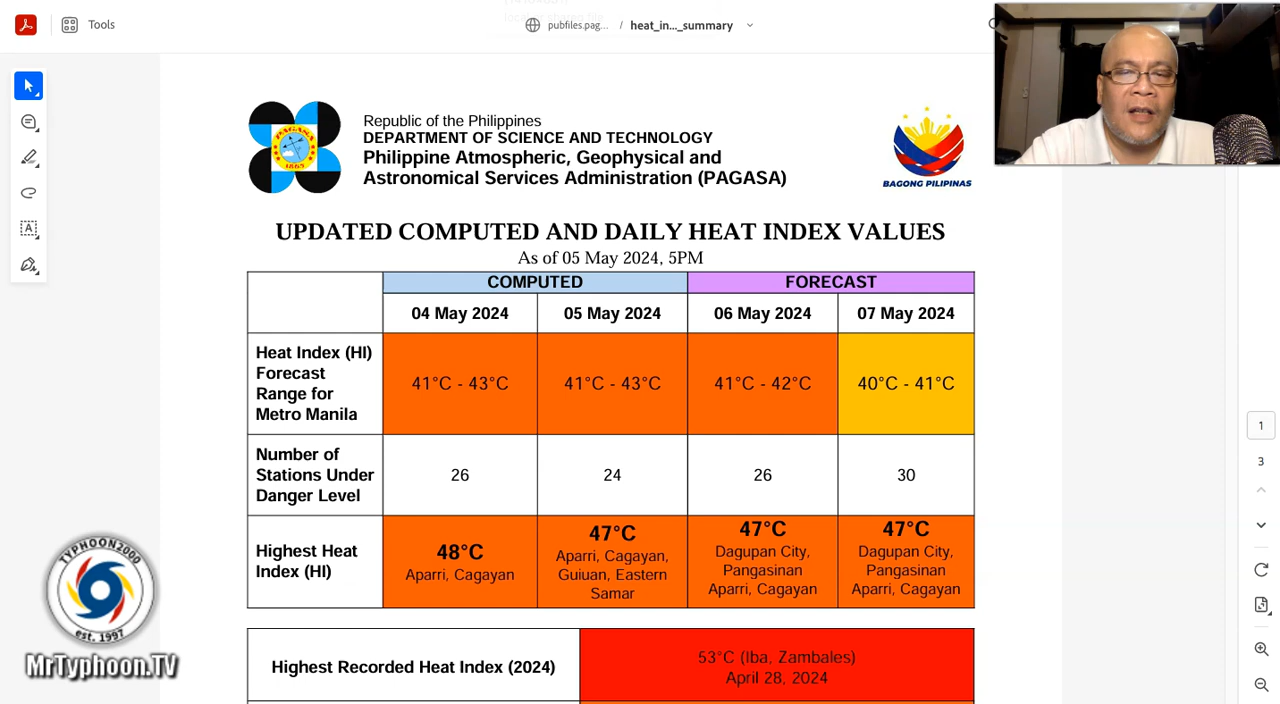 Tools
pubfiles.pag... / heat_in..._summary
Republic of the Philippines
DEPARTMENT OF SCIENCE AND TECHNOLOGY
Philippine Atmospheric, Geophysical and
Astronomical Services Administration (PAGASA)
PAGASA
1865
BAGONG PILIPINAS
UPDATED COMPUTED AND DAILY HEAT INDEX VALUES
As of 05 May 2024, 5PM
COMPUTED FORECAST
04 May 2024 05 May 2024 06 May 2024 07 May 2024
Heat Index (HI)
Forecast
Range for
Metro Manila
41°C - 43°C 41°C - 43°C 41°C - 42°C 40°C - 41°C
Number of
Stations Under
Danger Level
26 24 26 30
Highest Heat
Index (HI)
48°C
Aparri, Cagayan
47°C
Aparri, Cagayan,
Guiuan, Eastern
Samar
47°C
Dagupan City,
Pangasinan
Aparri, Cagayan
47°C
Dagupan City,
Pangasinan
Aparri, Cagayan
Highest Recorded Heat Index (2024)
53°C (Iba, Zambales)
April 28, 2024
1
3
TYPHOON2000
est. 1997
MrTyphoon.TV